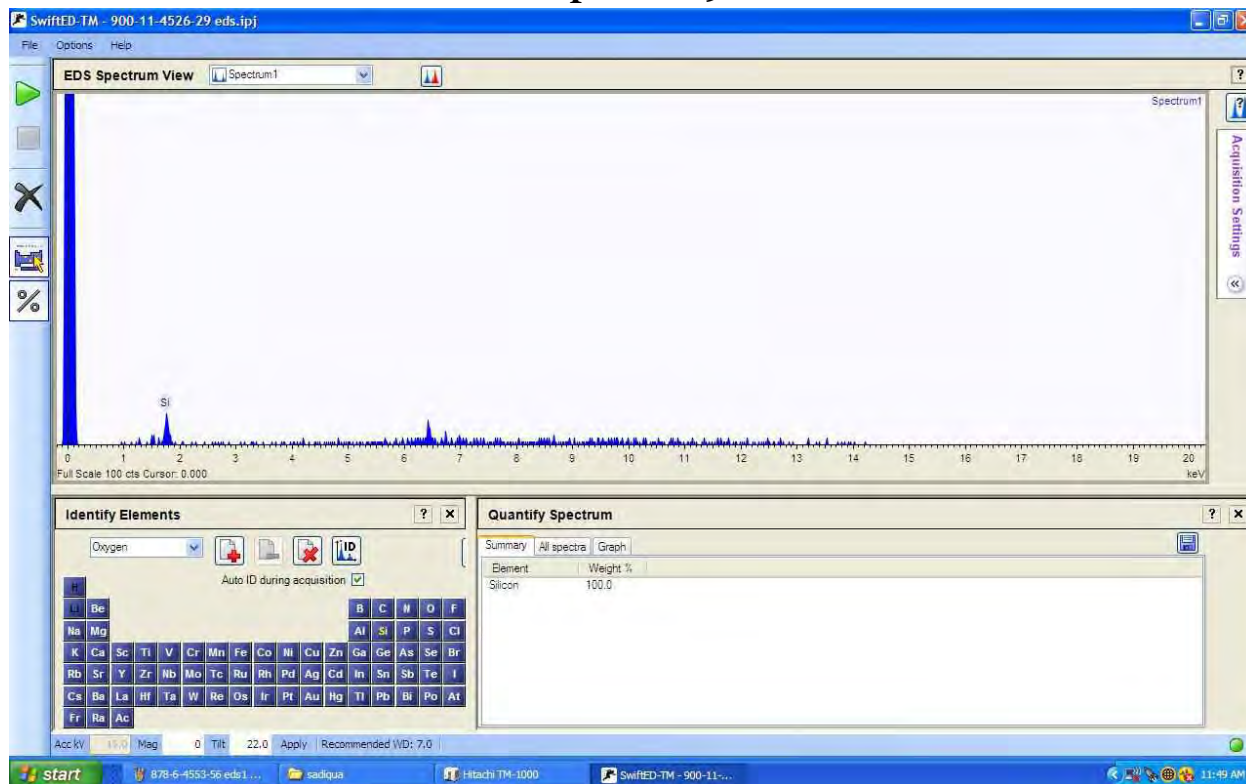 SwiftED-TM - 900-11-4526-29 eds.ipj
File Options Help
EDS Spectrum View Spectrum1
?
Spectrum1
Acquisition Settings
Si
0 1 2 3 4 5 6 7 8 9 10 11 12 13 14 15 16 17 18 19 20
Full Scale 100 cts Cursor: 0.000 keV
Identify Elements ? X
Oxygen
ID
Auto ID during acquisition
H
Li Be B C N O F
Na Mg Al Si P S Cl
K Ca Sc Ti V Cr Mn Fe Co Ni Cu Zn Ga Ge As Se Br
Rb Sr Y Zr Nb Mo Tc Ru Rh Pd Ag Cd In Sn Sb Te I
Cs Ba La Hf Ta W Re Os Ir Pt Au Hg Tl Pb Bi Po At
Fr Ra Ac
Quantify Spectrum ? X
Summary All spectra Graph
Element Weight %
Silicon 100.0
Acc kV 15.0 Mag 0 Tilt 22.0 Apply Recommended WD: 7.0
start 878-6-4553-56 eds1 ... sadiqua Hitachi TM-1000 SwiftED-TM - 900-11-... 11:49 AM